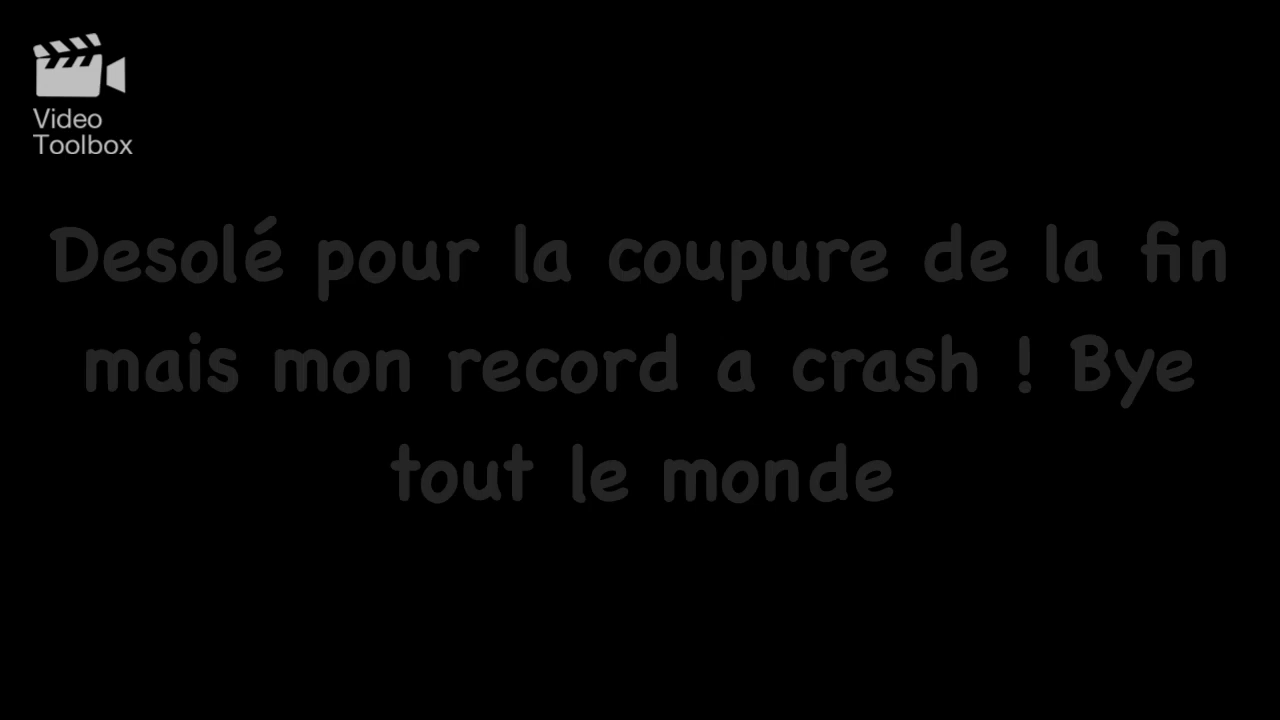 Video
Toolbox
Desolé pour la coupure de la fin
mais mon record a crash ! Bye
tout le monde